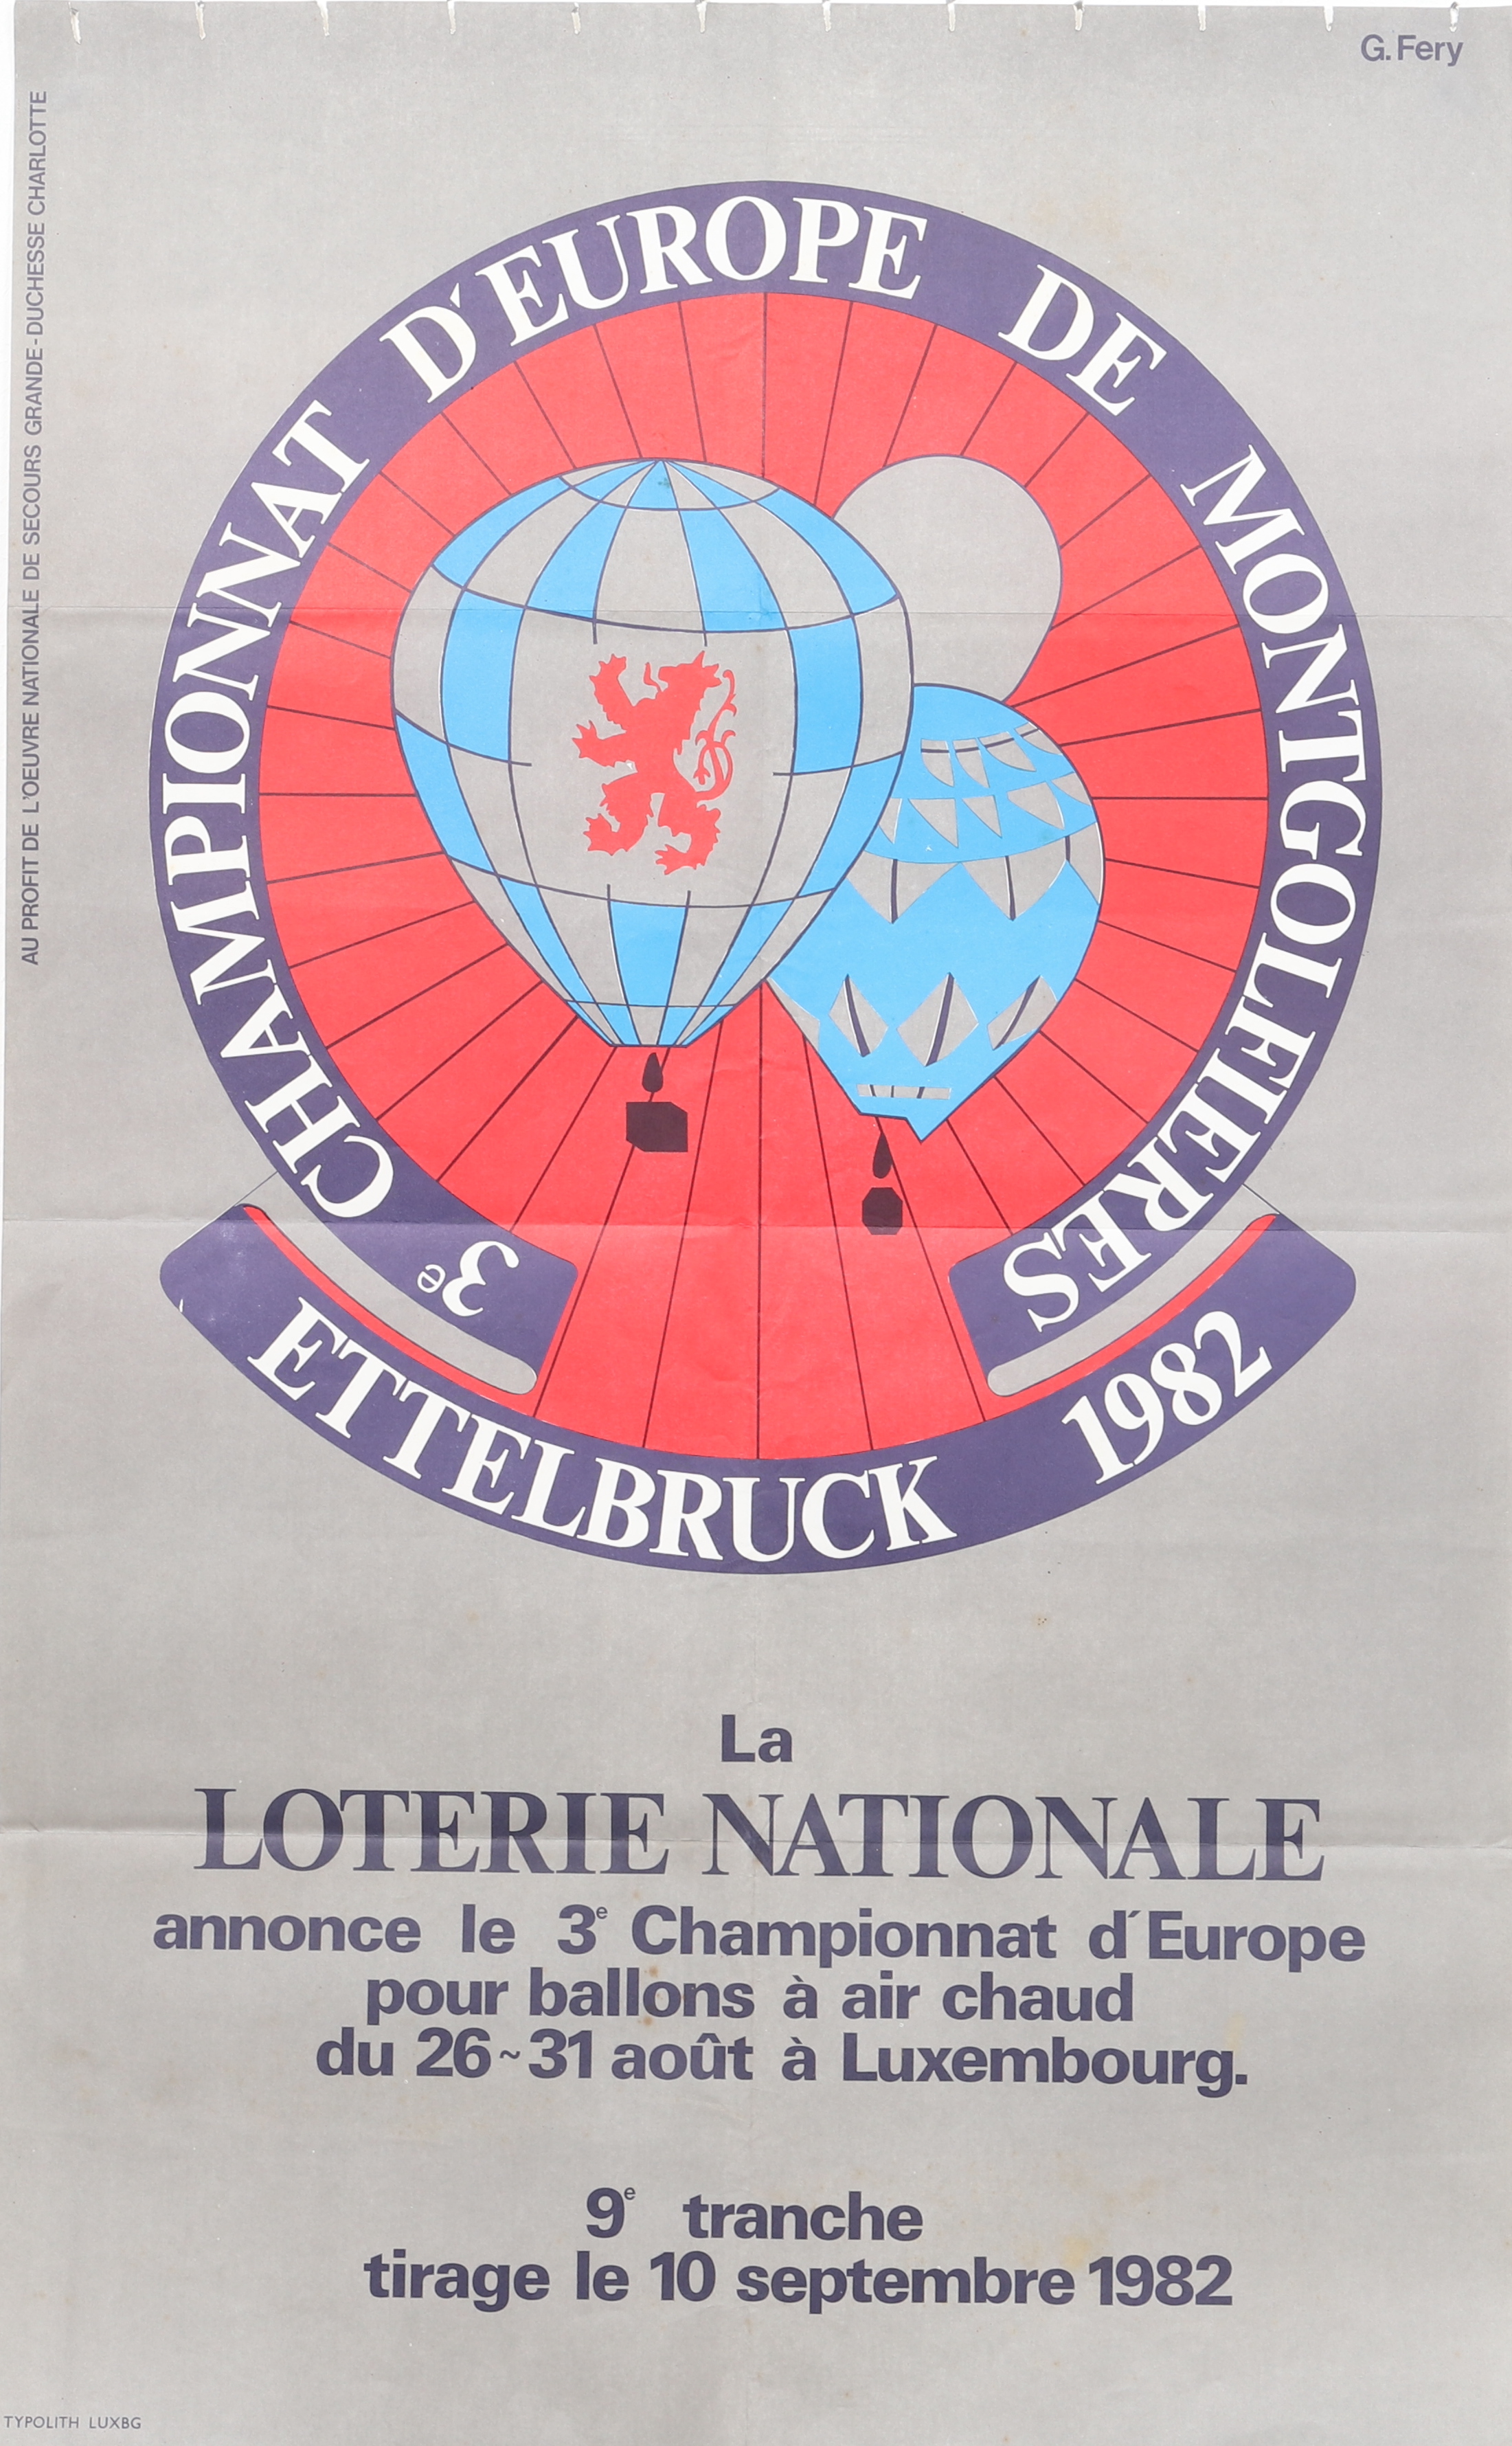 G. Fery
AU PROFIT DE L'OEUVRE NATIONALE DE SECOURS GRANDE-DUCHESSE CHARLOTTE
3e CHAMPIONNAT D'EUROPE DE MONTGOLFIERES
ETTELBRUCK 1982
La
LOTERIE NATIONALE
annonce le 3e Championnat d'Europe
pour ballons à air chaud
du 26~31 août à Luxembourg.
9e tranche
tirage le 10 septembre 1982
TYPOLITH LUXBG